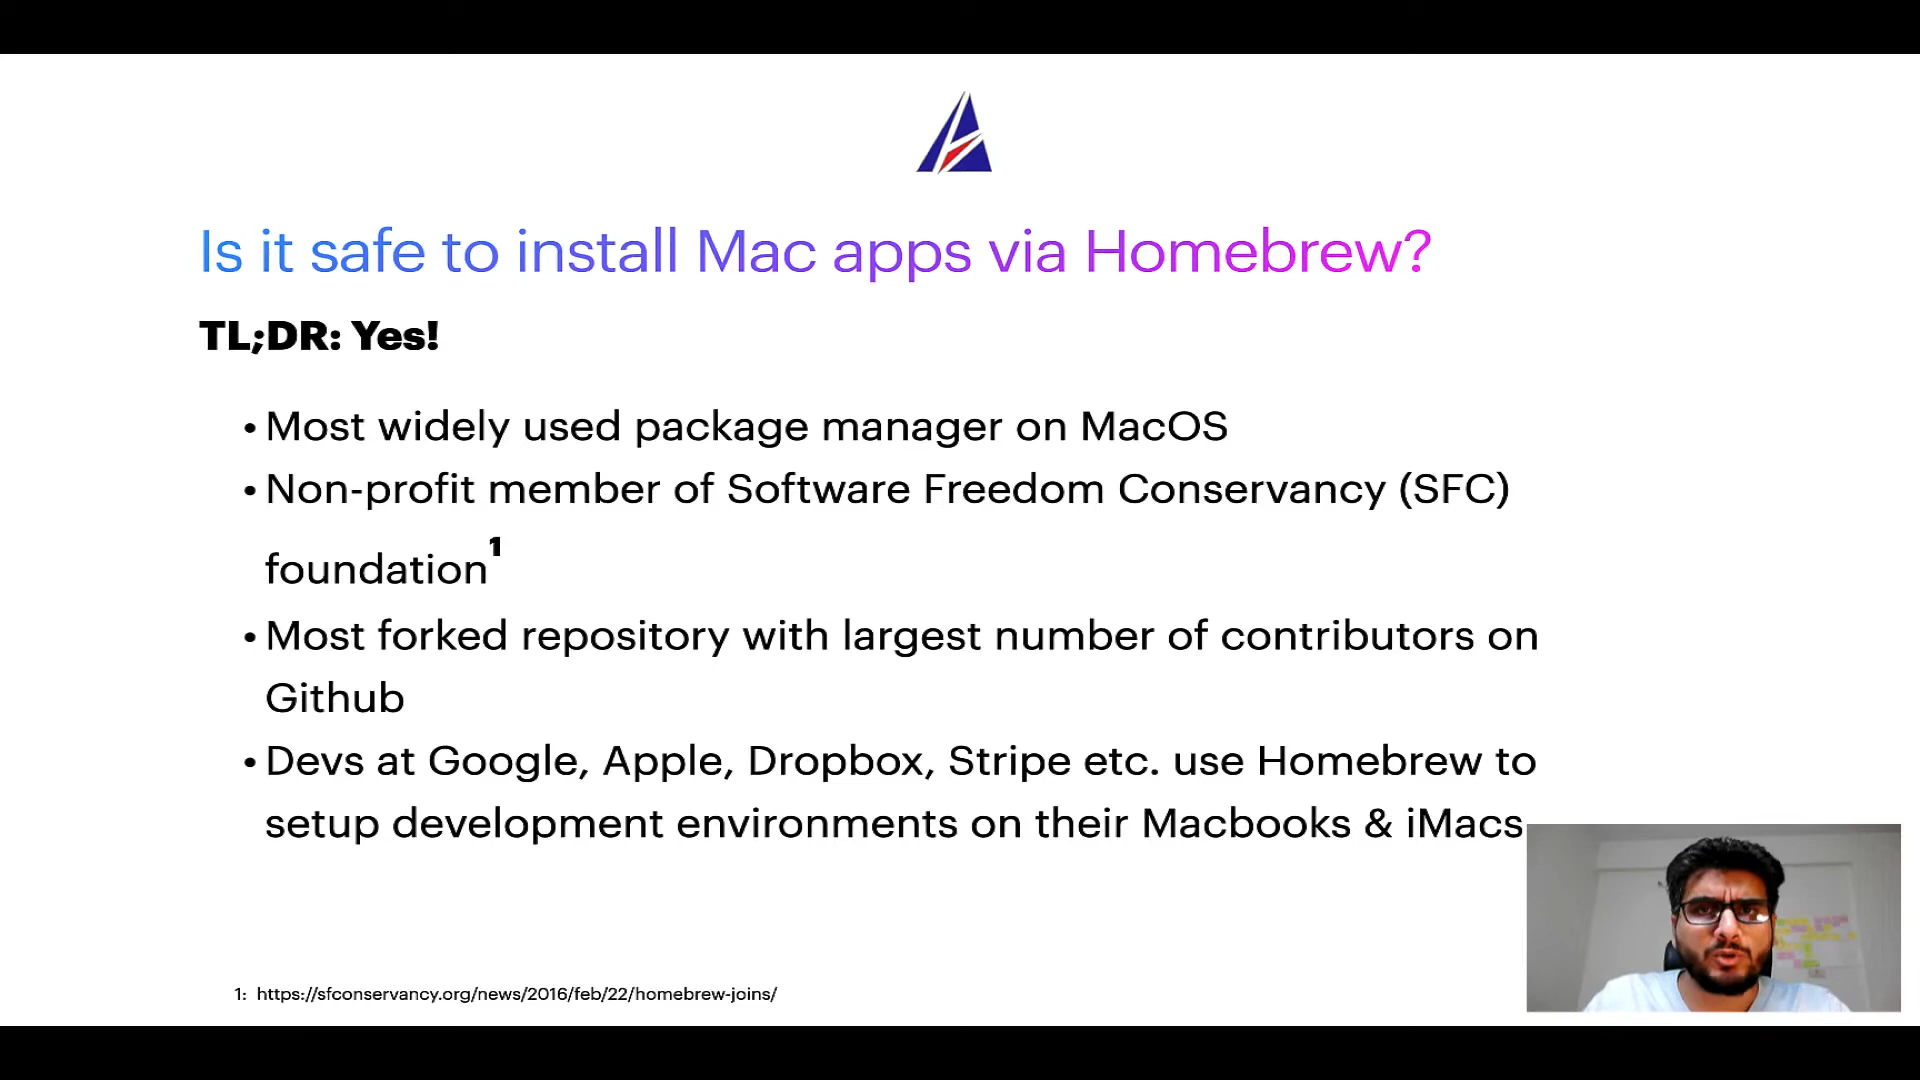 Is it safe to install Mac apps via Homebrew?
TL;DR: Yes!
• Most widely used package manager on MacOS
• Non-profit member of Software Freedom Conservancy (SFC)
foundation¹
• Most forked repository with largest number of contributors on
Github
• Devs at Google, Apple, Dropbox, Stripe etc. use Homebrew to
setup development environments on their Macbooks & iMacs
1: https://sfconservancy.org/news/2016/feb/22/homebrew-joins/